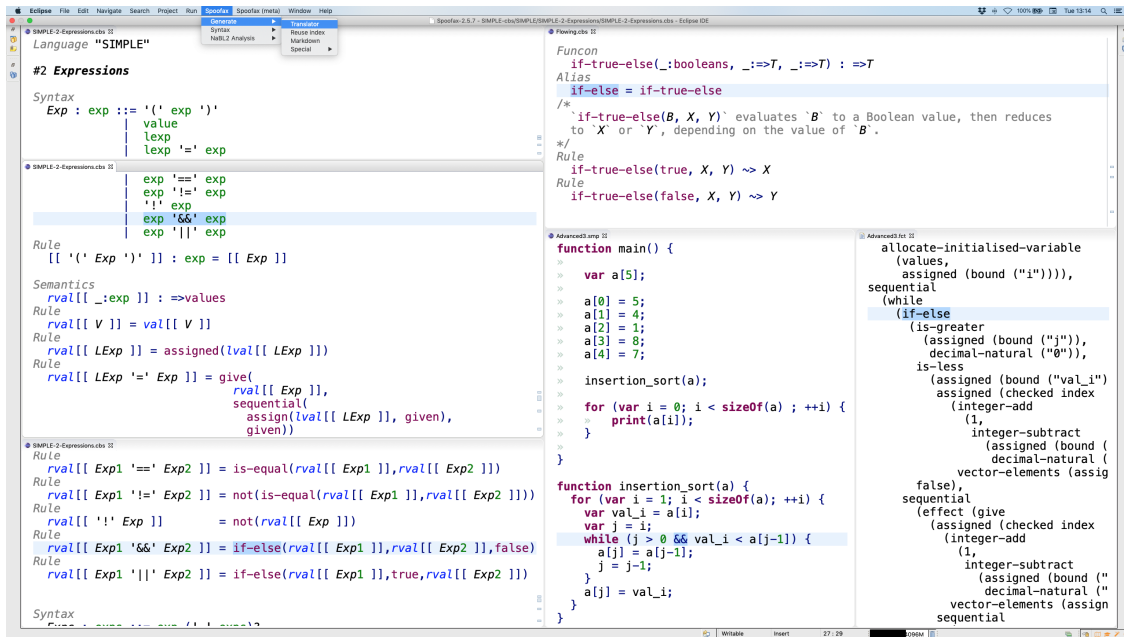 Eclipse File Edit Navigate Search Project Run Spoofax Spoofax (meta) Window Help
100% Tue 13:14
Spoofax-2.5.7 - SIMPLE-cbs/SIMPLE/SIMPLE-2-Expressions/SIMPLE-2-Expressions.cbs - Eclipse IDE
Generate
Syntax
NaBL2 Analysis
Translator
Reuse index
Markdown
Special
SIMPLE-2-Expressions.cbs
Language "SIMPLE"
#2 Expressions
Syntax
Exp : exp ::= '(' exp ')'
| value
| lexp
| lexp '=' exp
SIMPLE-2-Expressions.cbs
| exp '==' exp
| exp '!=' exp
| '!' exp
| exp '&&' exp
| exp '||' exp
Rule
[[ '(' Exp ')' ]] : exp = [[ Exp ]]
Semantics
rval[[ _:exp ]] : =>values
Rule
rval[[ V ]] = val[[ V ]]
Rule
rval[[ LExp ]] = assigned(lval[[ LExp ]])
Rule
rval[[ LExp '=' Exp ]] = give(
rval[[ Exp ]],
sequential(
assign(lval[[ LExp ]], given),
given))
SIMPLE-2-Expressions.cbs
Rule
rval[[ Exp1 '==' Exp2 ]] = is-equal(rval[[ Exp1 ]],rval[[ Exp2 ]])
Rule
rval[[ Exp1 '!=' Exp2 ]] = not(is-equal(rval[[ Exp1 ]],rval[[ Exp2 ]]))
Rule
rval[[ '!' Exp ]] = not(rval[[ Exp ]])
Rule
rval[[ Exp1 '&&' Exp2 ]] = if-else(rval[[ Exp1 ]],rval[[ Exp2 ]],false)
Rule
rval[[ Exp1 '||' Exp2 ]] = if-else(rval[[ Exp1 ]],true,rval[[ Exp2 ]])
Syntax
Flowing.cbs
Funcon
if-true-else(_:booleans, _:=>T, _:=>T) : =>T
Alias
if-else = if-true-else
/*
`if-true-else(B, X, Y)` evaluates `B` to a Boolean value, then reduces
to `X` or `Y`, depending on the value of `B`.
*/
Rule
if-true-else(true, X, Y) ~> X
Rule
if-true-else(false, X, Y) ~> Y
Advanced3.smp
function main() {
var a[5];
a[0] = 5;
a[1] = 4;
a[2] = 1;
a[3] = 8;
a[4] = 7;
insertion_sort(a);
for (var i = 0; i < sizeOf(a) ; ++i) {
print(a[i]);
}
}
function insertion_sort(a) {
for (var i = 1; i < sizeOf(a); ++i) {
var val_i = a[i];
var j = i;
while (j > 0 && val_i < a[j-1]) {
a[j] = a[j-1];
j = j-1;
}
a[j] = val_i;
}
}
Advanced3.fct
allocate-initialised-variable
(values,
assigned (bound ("i")))),
sequential
(while
(if-else
(is-greater
(assigned (bound ("j")),
decimal-natural ("0")),
is-less
(assigned (bound ("val_i")
assigned (checked index
(integer-add
(1,
integer-subtract
(assigned (bound (
decimal-natural (
vector-elements (assig
false),
sequential
(effect (give
(assigned (checked index
(integer-add
(1,
integer-subtract
(assigned (bound ("
decimal-natural ("
vector-elements (assign
sequential
Writable Insert 27 : 29